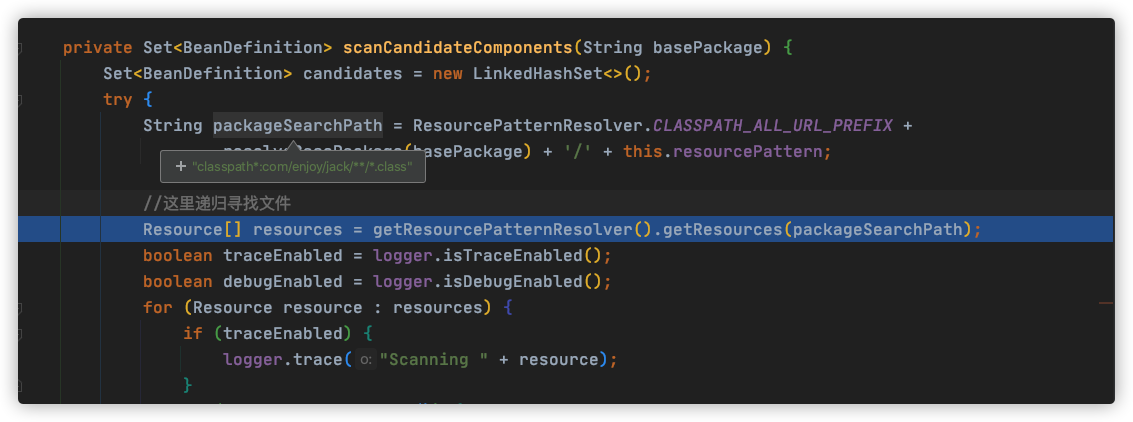 private Set<BeanDefinition> scanCandidateComponents(String basePackage) {
Set<BeanDefinition> candidates = new LinkedHashSet<>();
try {
String packageSearchPath = ResourcePatternResolver.CLASSPATH_ALL_URL_PREFIX +
(basePackage) + '/' + this.resourcePattern;
+ "classpath*:com/enjoy/jack/**/*.class"
//这里递归寻找文件
Resource[] resources = getResourcePatternResolver().getResources(packageSearchPath);
boolean traceEnabled = logger.isTraceEnabled();
boolean debugEnabled = logger.isDebugEnabled();
for (Resource resource : resources) {
if (traceEnabled) {
logger.trace( o: "Scanning " + resource);
}